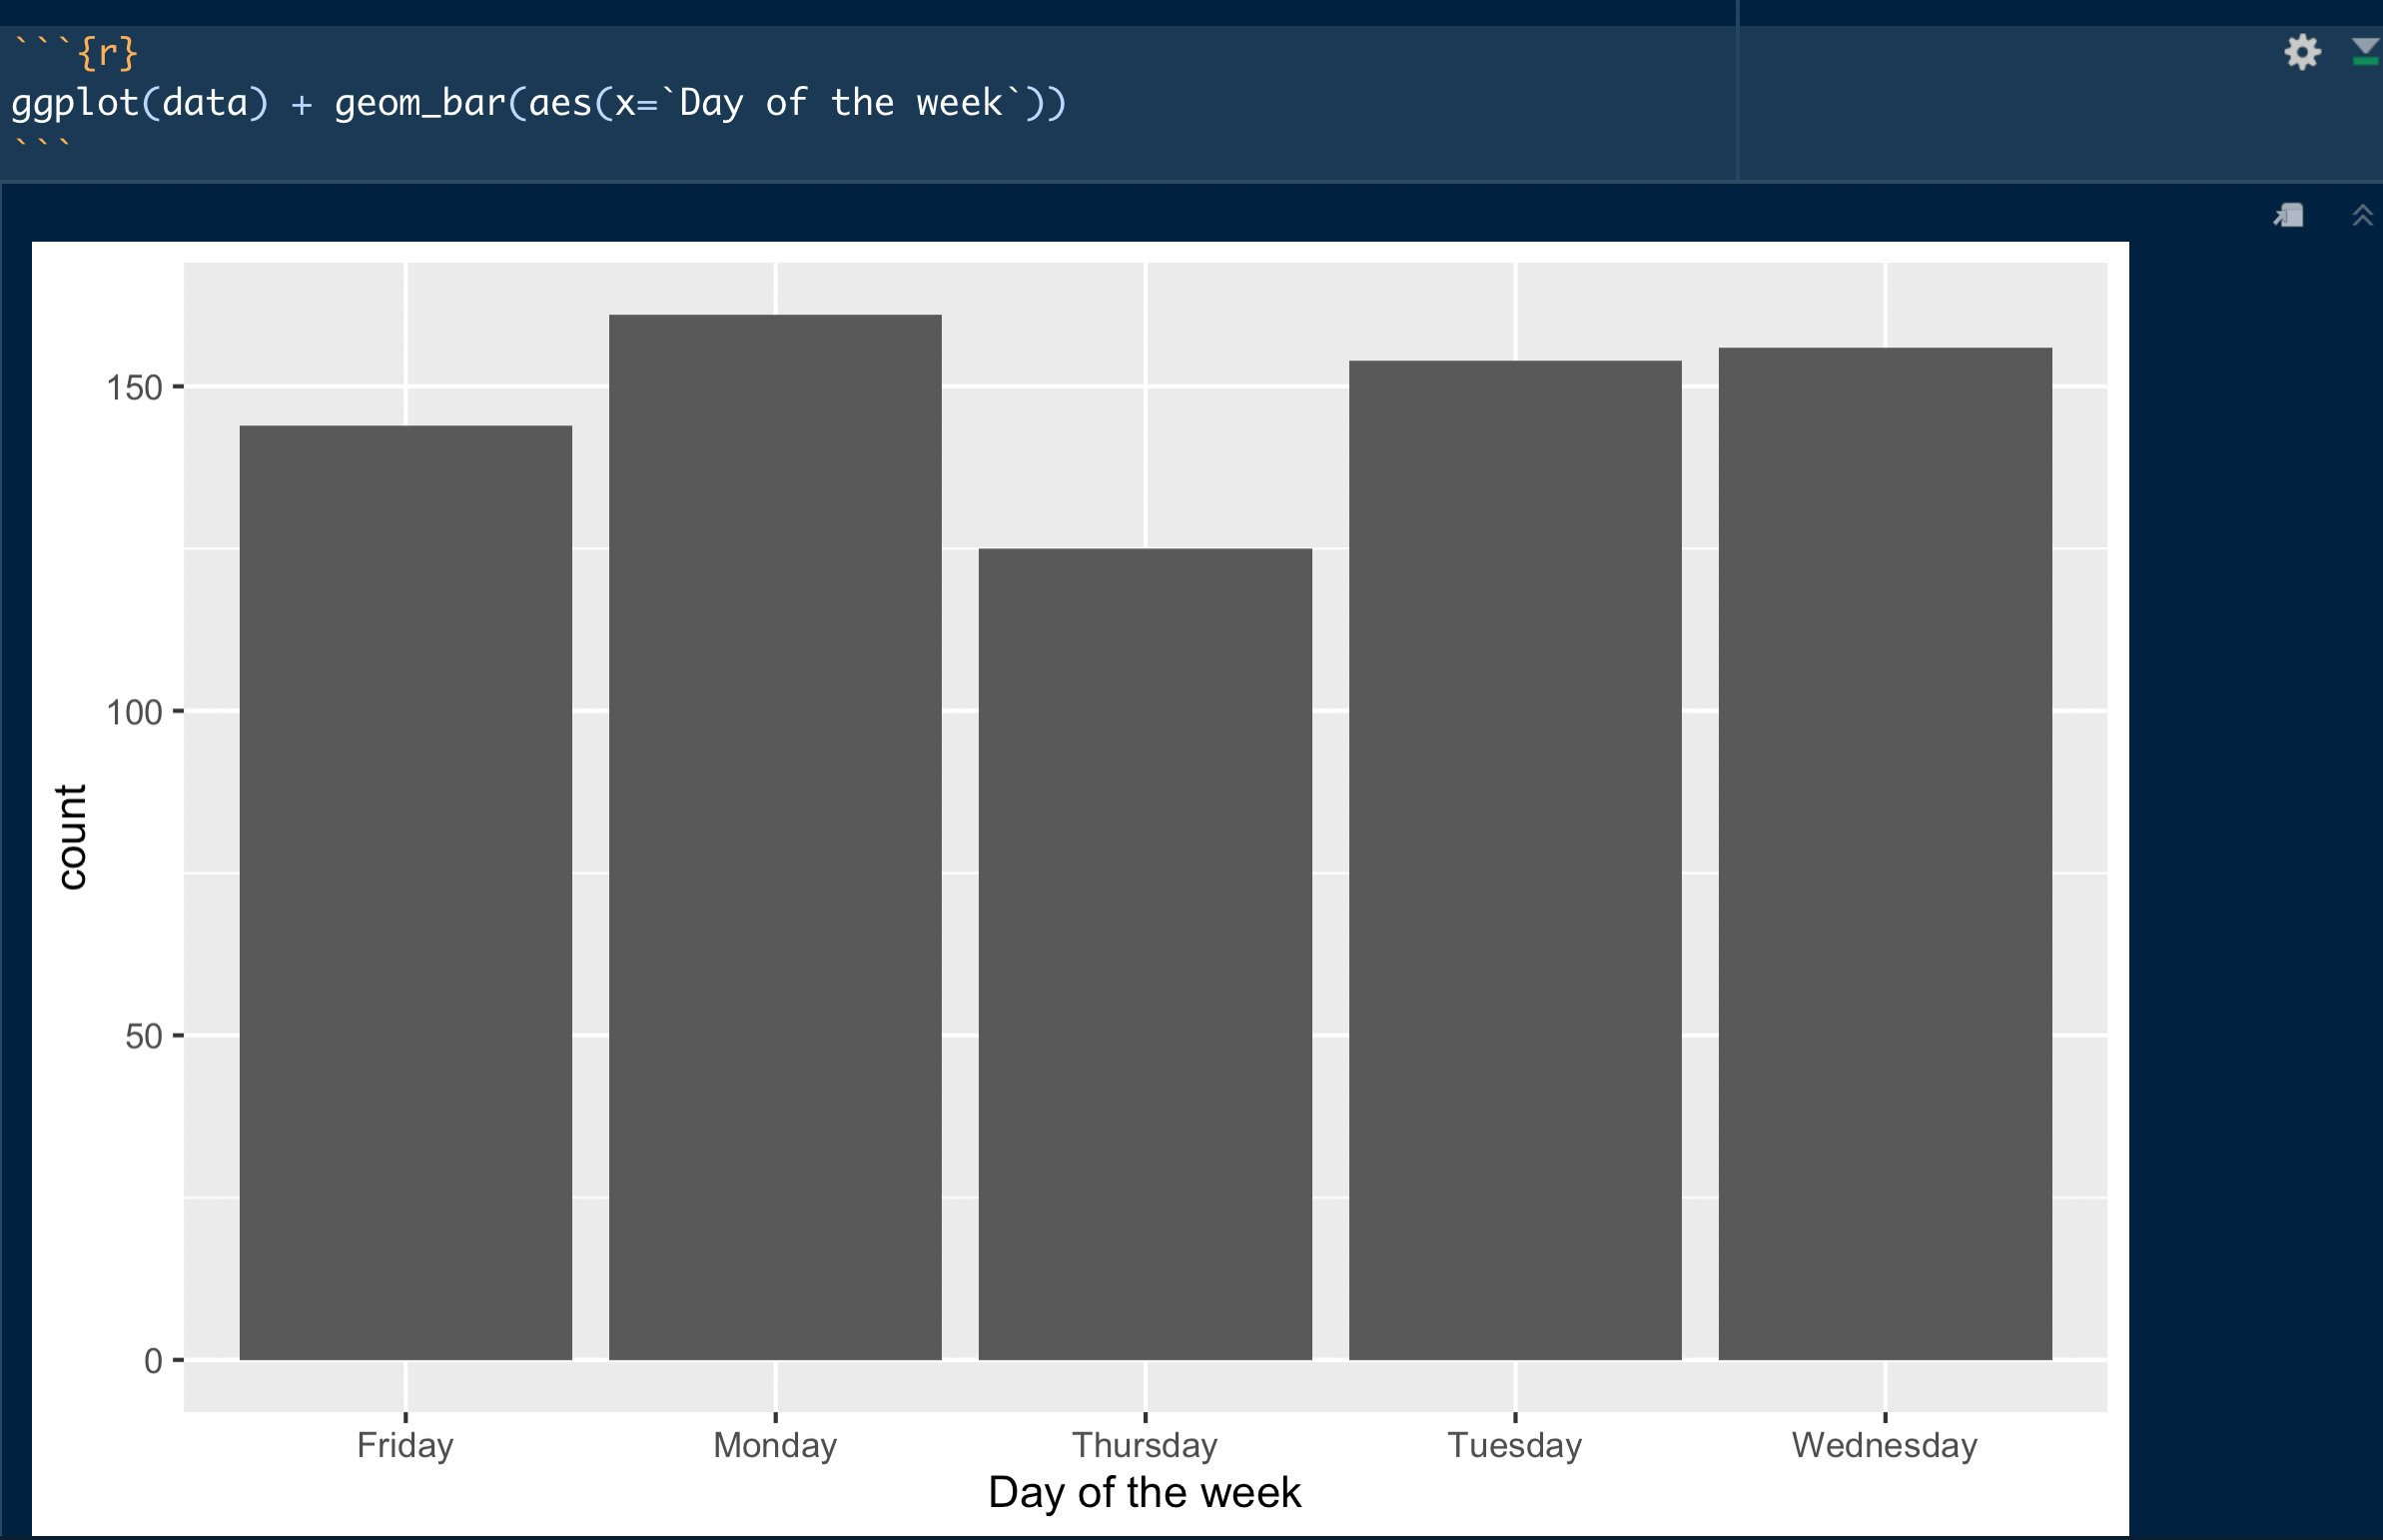 ```{r}
ggplot(data) + geom_bar(aes(x=`Day of the week`))
```
150
100
50
0
count
Friday Monday Thursday Tuesday Wednesday
Day of the week